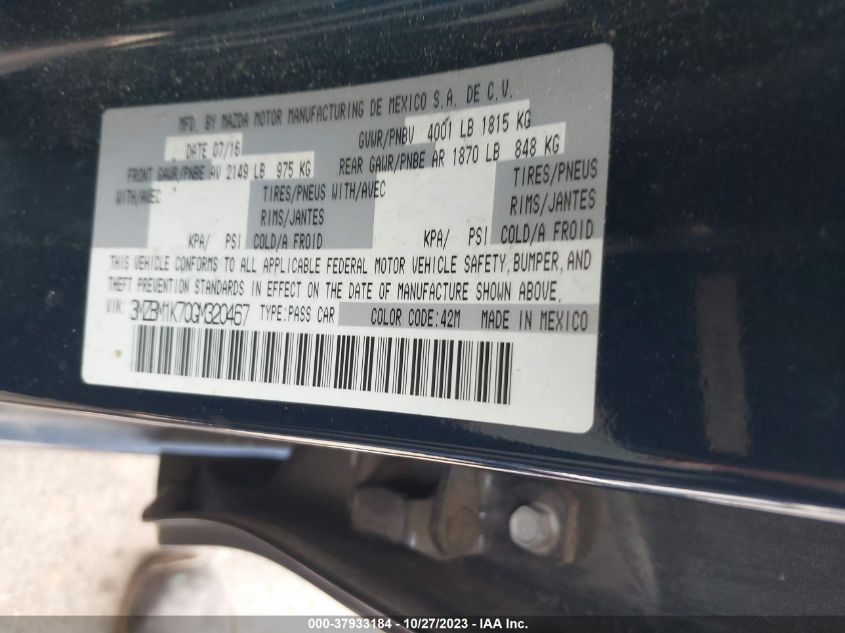 MFD. BY MAZDA MOTOR MANUFACTURING DE MEXICO S.A. DE C.V.
DATE 07/16 GVWR/PNBV 4001 LB 1815 KG
FRONT GAWR/PNBE AV 2149 LB 975 KG REAR GAWR/PNBE AR 1870 LB 848 KG
WITH/AVEC TIRES/PNEUS WITH/AVEC TIRES/PNEUS
RIMS/JANTES RIMS/JANTES
KPA/ PSI COLD/A FROID KPA/ PSI COLD/A FROID
THIS VEHICLE CONFORMS TO ALL APPLICABLE FEDERAL MOTOR VEHICLE SAFETY, BUMPER, AND
THEFT PREVENTION STANDARDS IN EFFECT ON THE DATE OF MANUFACTURE SHOWN ABOVE.
VIN: 3MZBM1K70GM320467 TYPE:PASS CAR COLOR CODE:42M MADE IN MEXICO
000-37933184 - 10/27/2023 - IAA Inc.